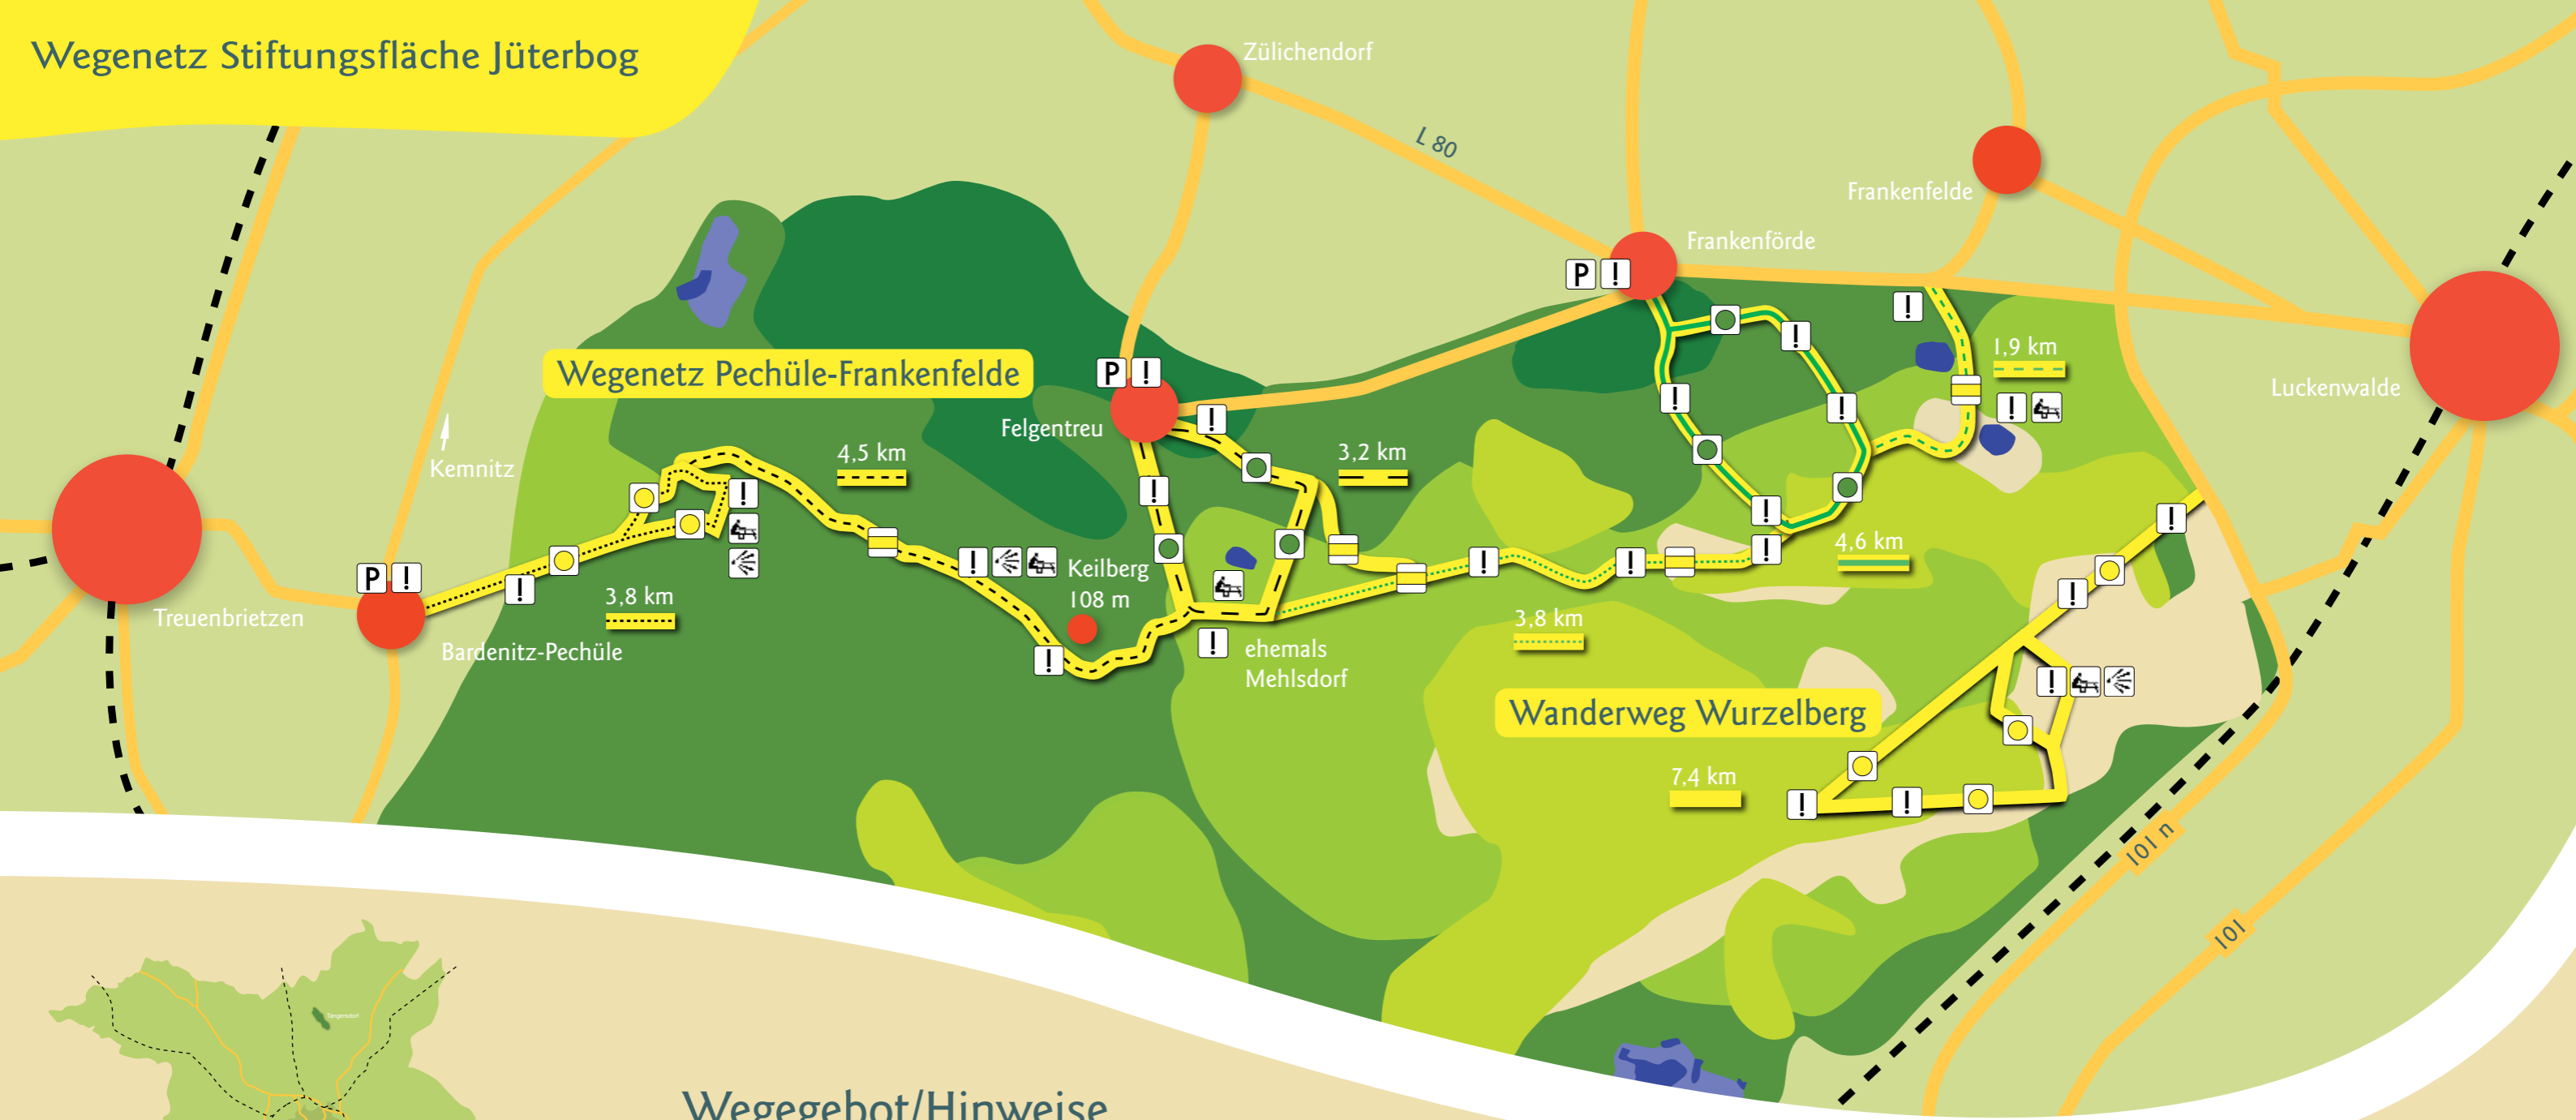 Wegenetz Stiftungsfläche Jüterbog
Zülichendorf
L 80
Frankenfelde
Frankenförde
P !
!
1,9 km
Wegenetz Pechüle-Frankenfelde
P !
!
!
Luckenwalde
!
!
!
Felgentreu
!
4,5 km
3,2 km
Kemnitz
!
!
!
!
4,6 km
!
!
!
!
Keilberg
108 m
P !
!
3,8 km
!
Treuenbrietzen
3,8 km
Bardenitz-Pechüle
!
!
ehemals
Mehlsdorf
!
Wanderweg Wurzelberg
7,4 km
!
!
101 n
101
Tangersdorf
Wegegebot/Hinweise